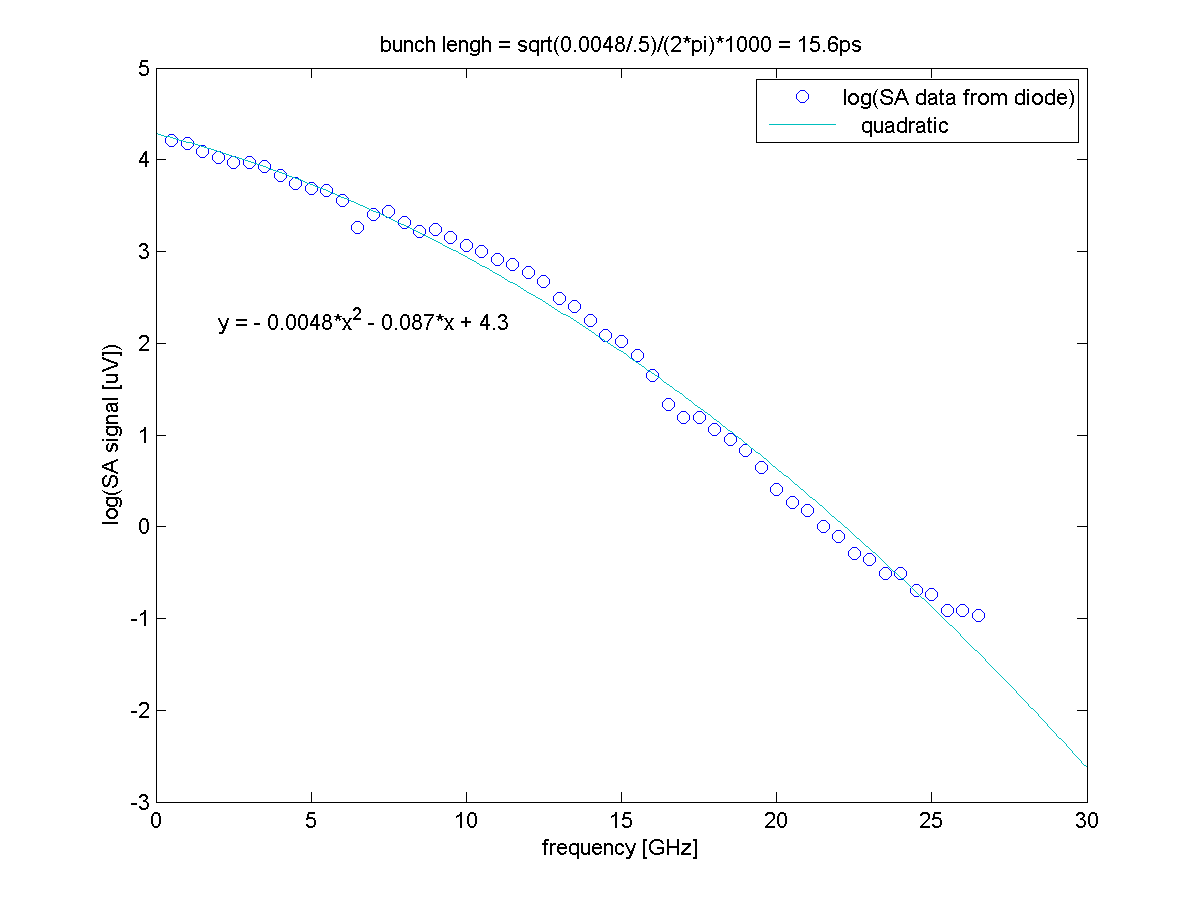 bunch lengh = sqrt(0.0048/.5)/(2*pi)*1000 = 15.6ps
log(SA data from diode)
quadratic
y = - 0.0048*x² - 0.087*x + 4.3
log(SA signal [uV])
5
4
3
2
1
0
-1
-2
-3
0 5 10 15 20 25 30
frequency [GHz]